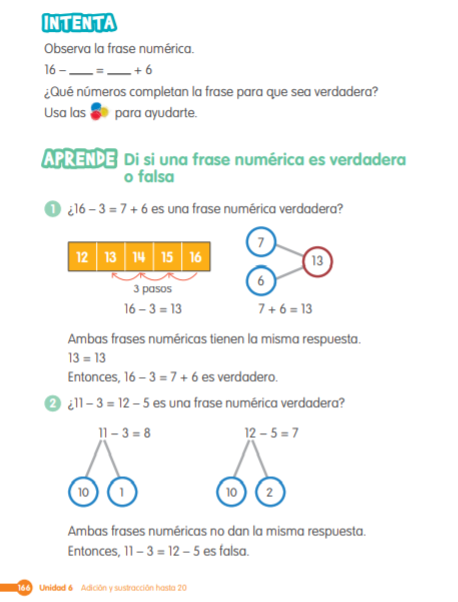 INTENTA
Observa la frase numérica.
16 – ____ = ____ + 6
¿Qué números completan la frase para que sea verdadera?
Usa las para ayudarte.
APRENDE Di si una frase numérica es verdadera
o falsa
1 ¿16 – 3 = 7 + 6 es una frase numérica verdadera?
12 13 14 15 16
7
13
6
3 pasos
16 – 3 = 13 7 + 6 = 13
Ambas frases numéricas tienen la misma respuesta.
13 = 13
Entonces, 16 – 3 = 7 + 6 es verdadero.
2 ¿11 – 3 = 12 – 5 es una frase numérica verdadera?
11 – 3 = 8 12 – 5 = 7
10 1 10 2
Ambas frases numéricas no dan la misma respuesta.
Entonces, 11 – 3 = 12 – 5 es falsa.
166 Unidad 6 Adición y sustracción hasta 20